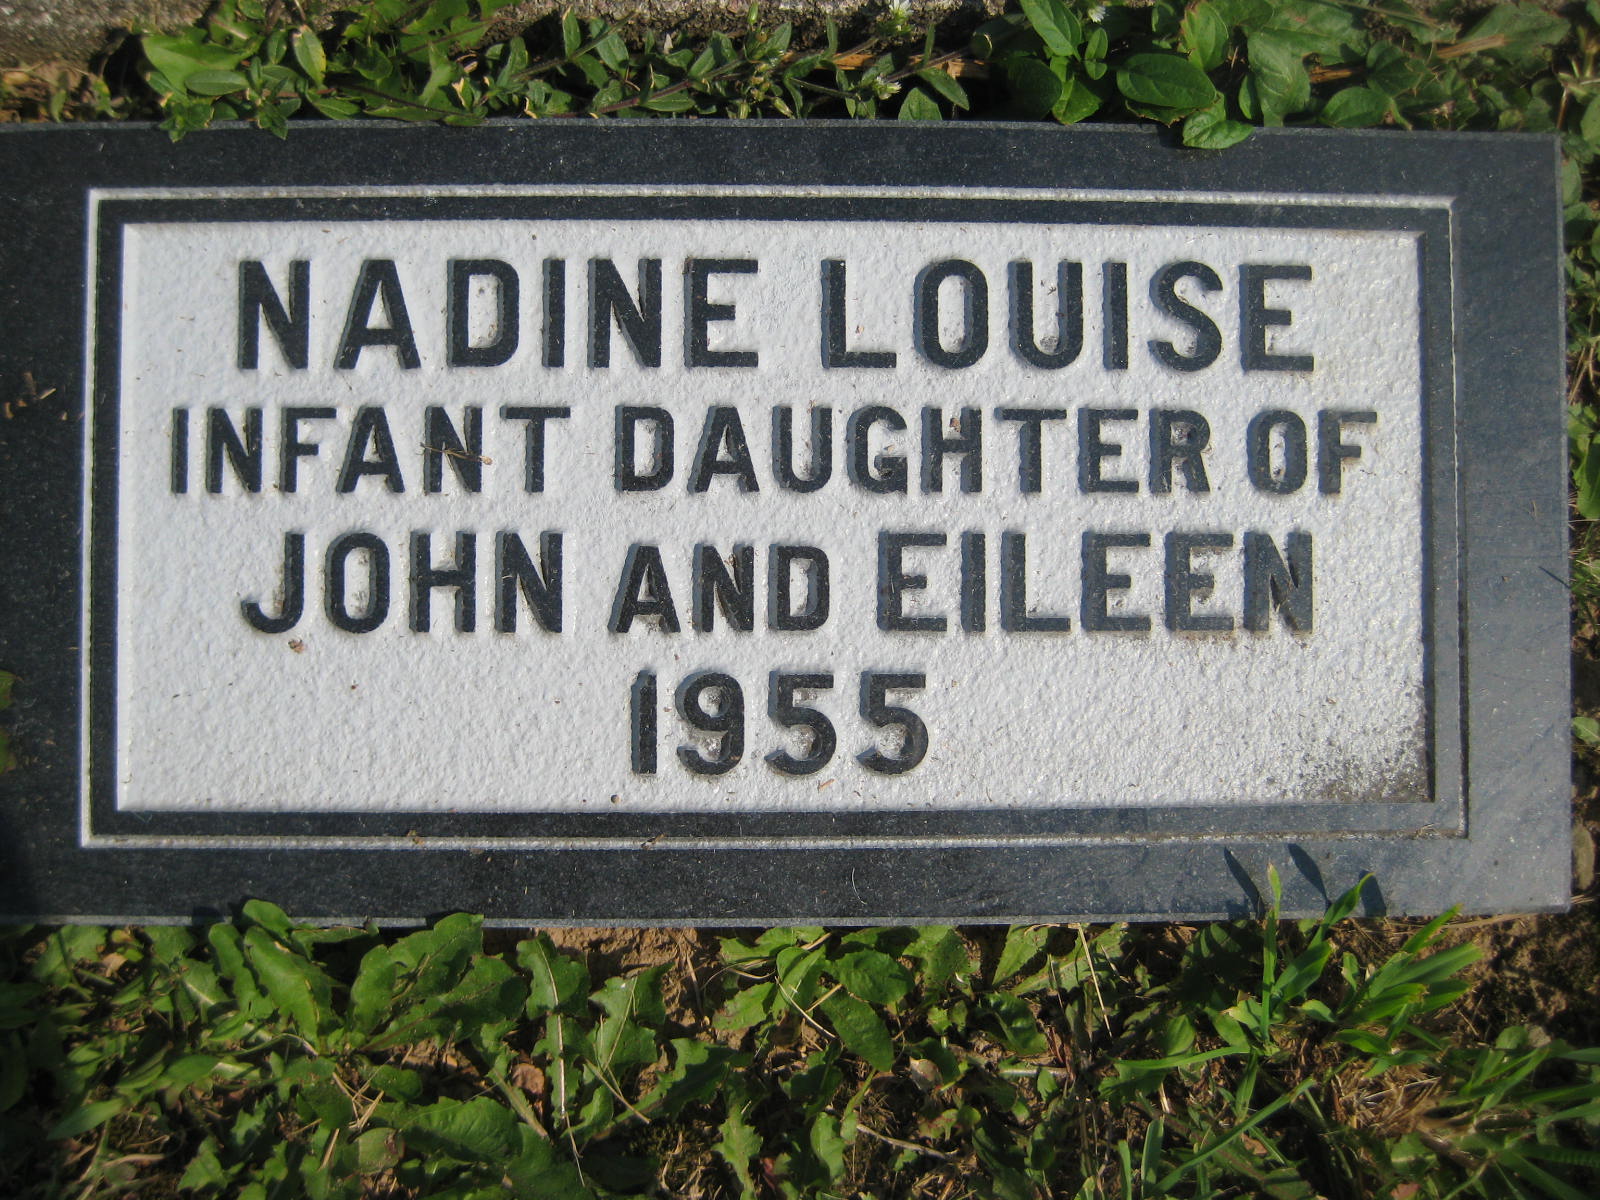 NADINE LOUISE
INFANT DAUGHTER OF
JOHN AND EILEEN
1955